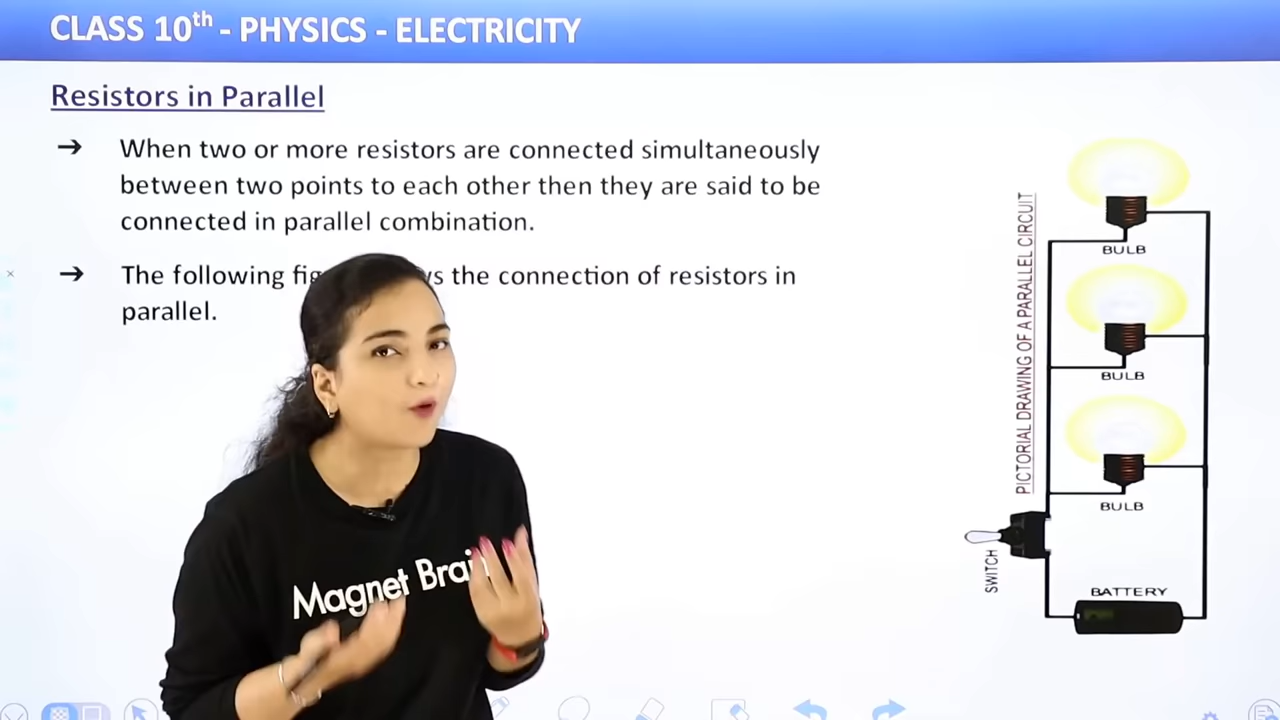 CLASS 10th - PHYSICS - ELECTRICITY
Resistors in Parallel
➔ When two or more resistors are connected simultaneously
between two points to each other then they are said to be
connected in parallel combination.
➔ The following s the connection of resistors in
parallel.
Magnet Brai
PICTORIAL DRAWING OF A PARALLEL CIRCUIT
BULB
BULB
BULB
SWITCH
BATTERY